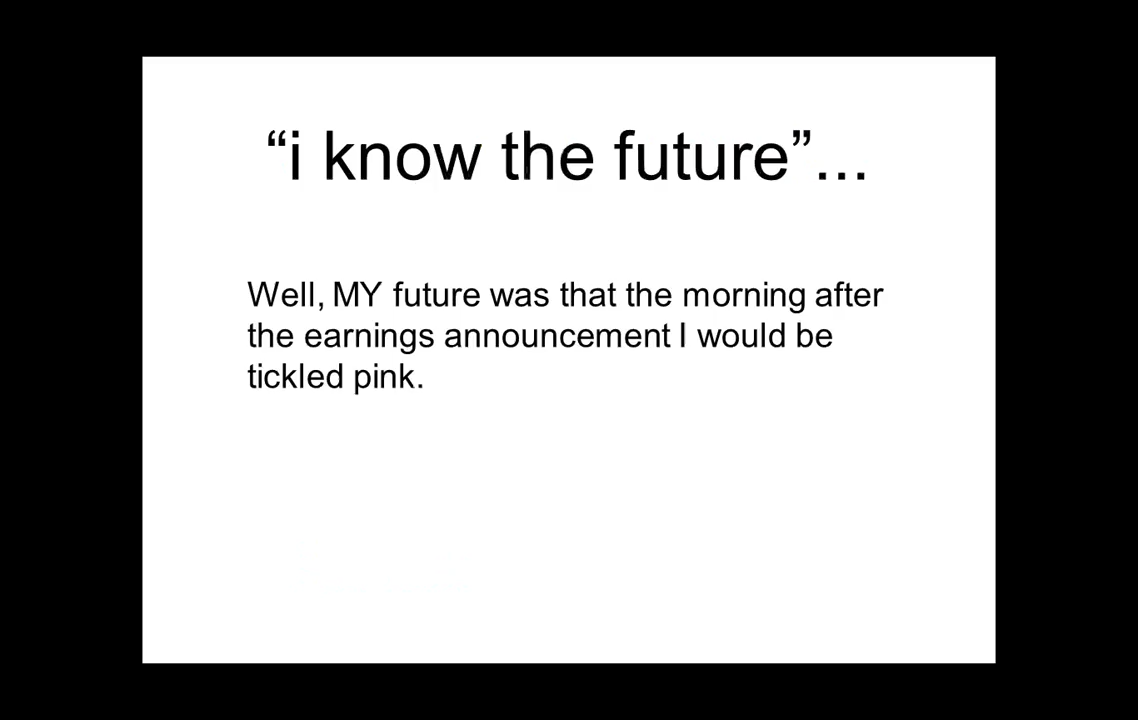 “i know the future”...
Well, MY future was that the morning after
the earnings announcement I would be
tickled pink.